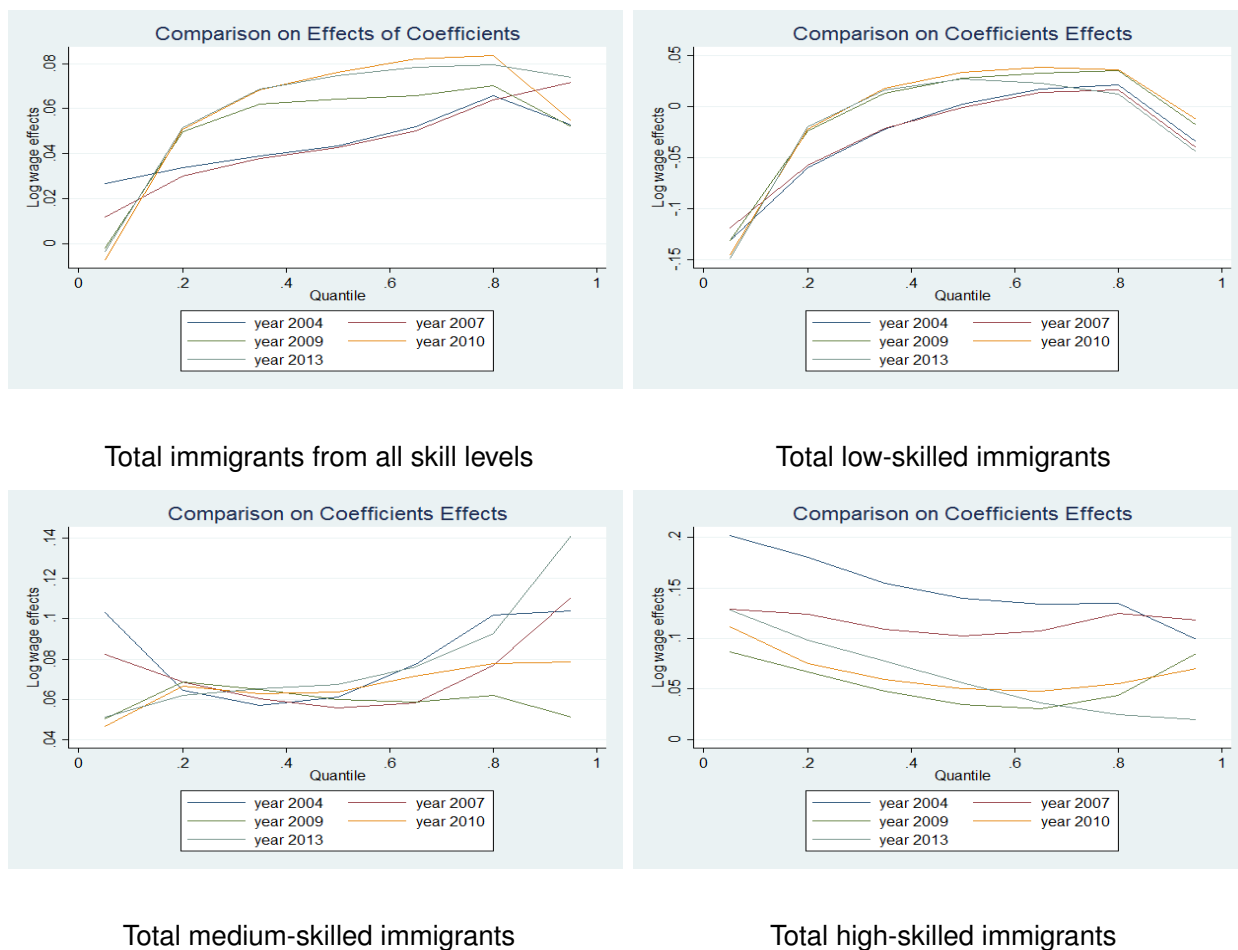 Comparison on Effects of Coefficients
Log wage effects
.08
.06
.04
.02
0
0 .2 .4 .6 .8 1
Quantile
year 2004 year 2007
year 2009 year 2010
year 2013
Total immigrants from all skill levels
Comparison on Coefficients Effects
Log wage effects
.05
0
-.05
-.1
-.15
0 .2 .4 .6 .8 1
Quantile
year 2004 year 2007
year 2009 year 2010
year 2013
Total low-skilled immigrants
Comparison on Coefficients Effects
Log wage effects
.14
.12
.1
.08
.06
.04
0 .2 .4 .6 .8 1
Quantile
year 2004 year 2007
year 2009 year 2010
year 2013
Total medium-skilled immigrants
Comparison on Coefficients Effects
Log wage effects
.2
.15
.1
.05
0
0 .2 .4 .6 .8 1
Quantile
year 2004 year 2007
year 2009 year 2010
year 2013
Total high-skilled immigrants